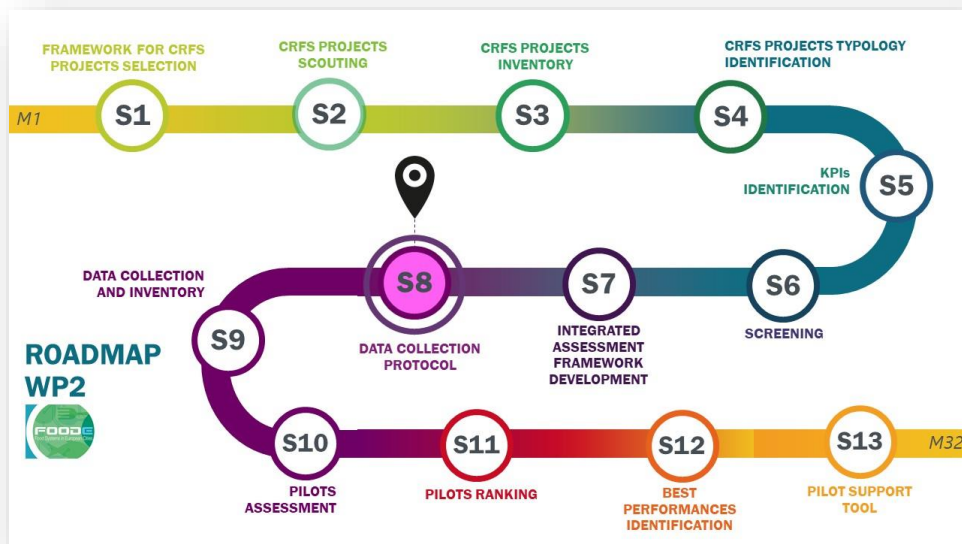 FRAMEWORK FOR CRFS
PROJECTS SELECTION
CRFS PROJECTS
SCOUTING
CRFS PROJECTS
INVENTORY
CRFS PROJECTS TYPOLOGY
IDENTIFICATION
M1
S1
S2
S3
S4
KPIs
IDENTIFICATION
S5
S6
SCREENING
S7
INTEGRATED
ASSESSMENT
FRAMEWORK
DEVELOPMENT
S8
DATA COLLECTION
PROTOCOL
DATA COLLECTION
AND INVENTORY
S9
ROADMAP
WP2
FOODE
S10
PILOTS
ASSESSMENT
S11
PILOTS RANKING
S12
BEST
PERFORMANCES
IDENTIFICATION
S13
PILOT SUPPORT
TOOL
M32